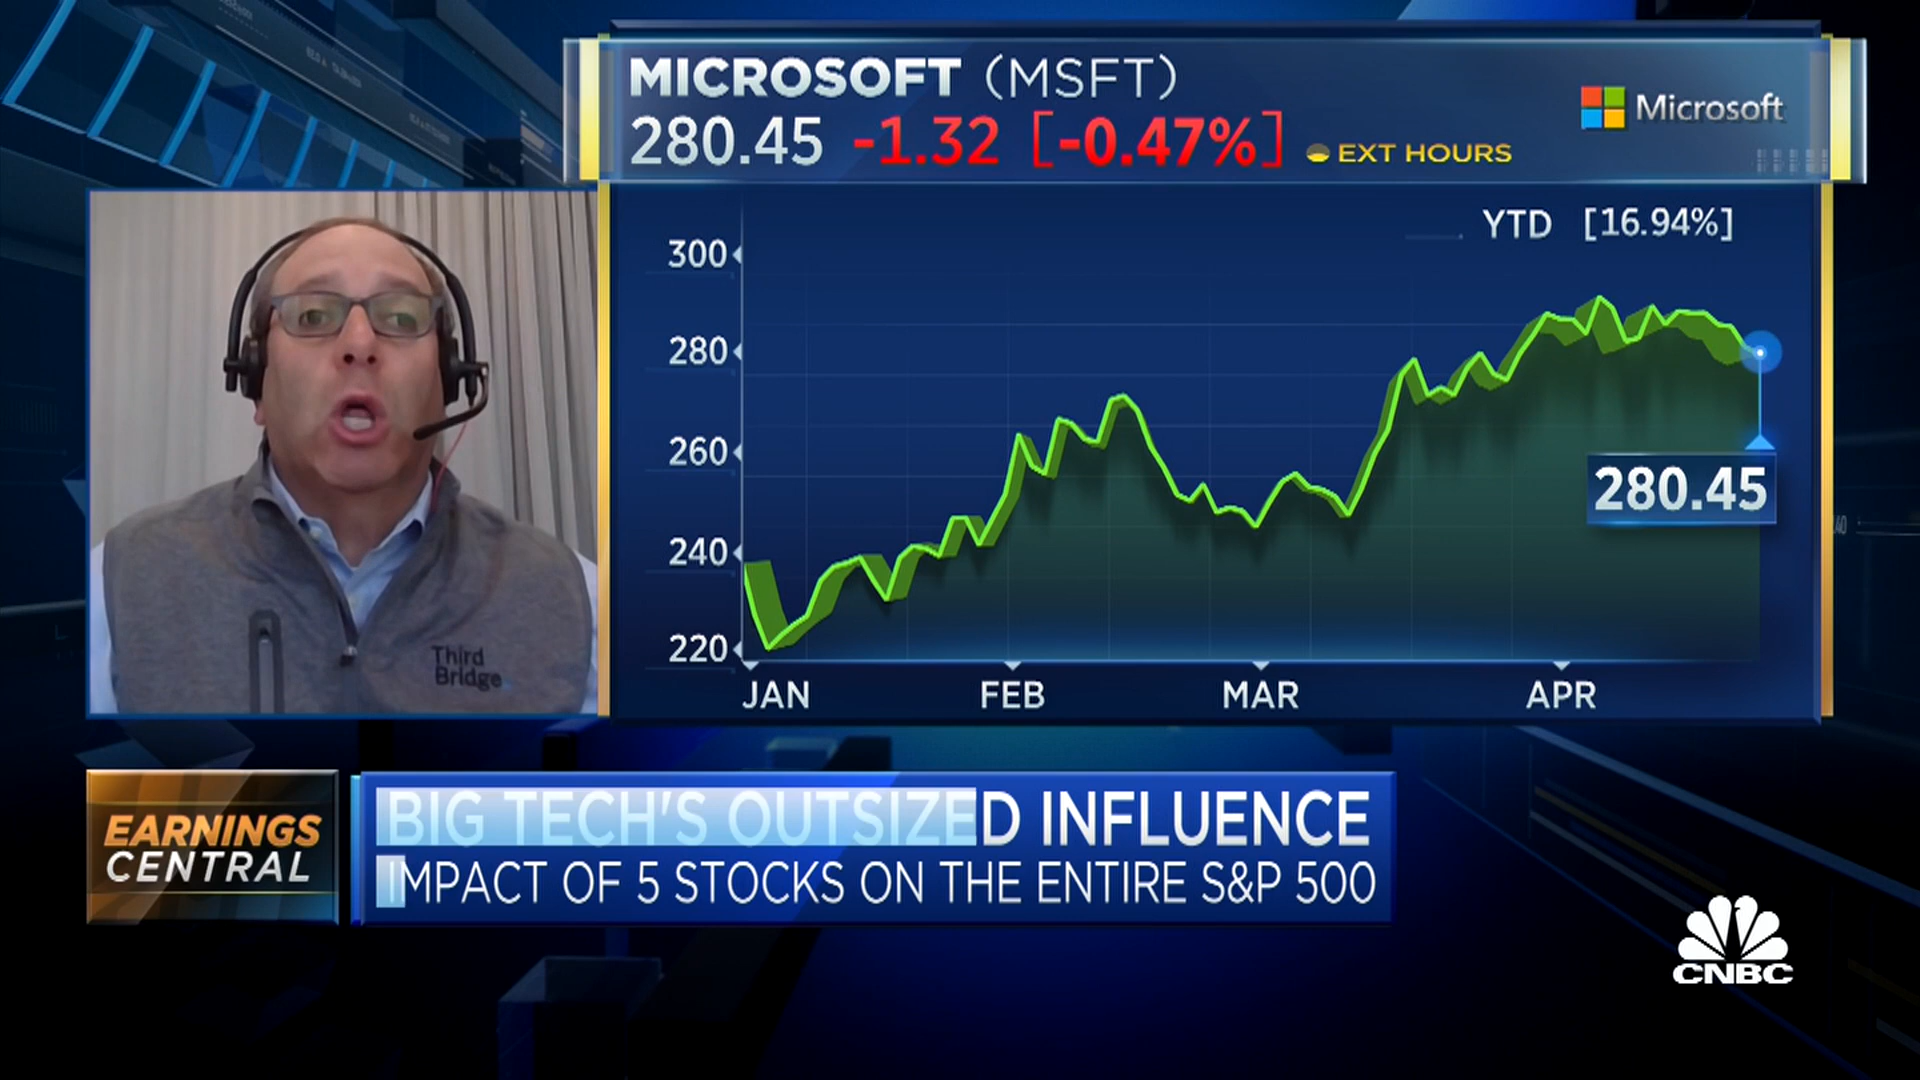 MICROSOFT (MSFT)
280.45 -1.32 [-0.47%] EXT HOURS
Microsoft
YTD [16.94%]
300
280
260
240
220
JAN FEB MAR APR
280.45
Third
Bridge
EARNINGS
CENTRAL
BIG TECH'S OUTSIZED INFLUENCE
IMPACT OF 5 STOCKS ON THE ENTIRE S&P 500
CNBC